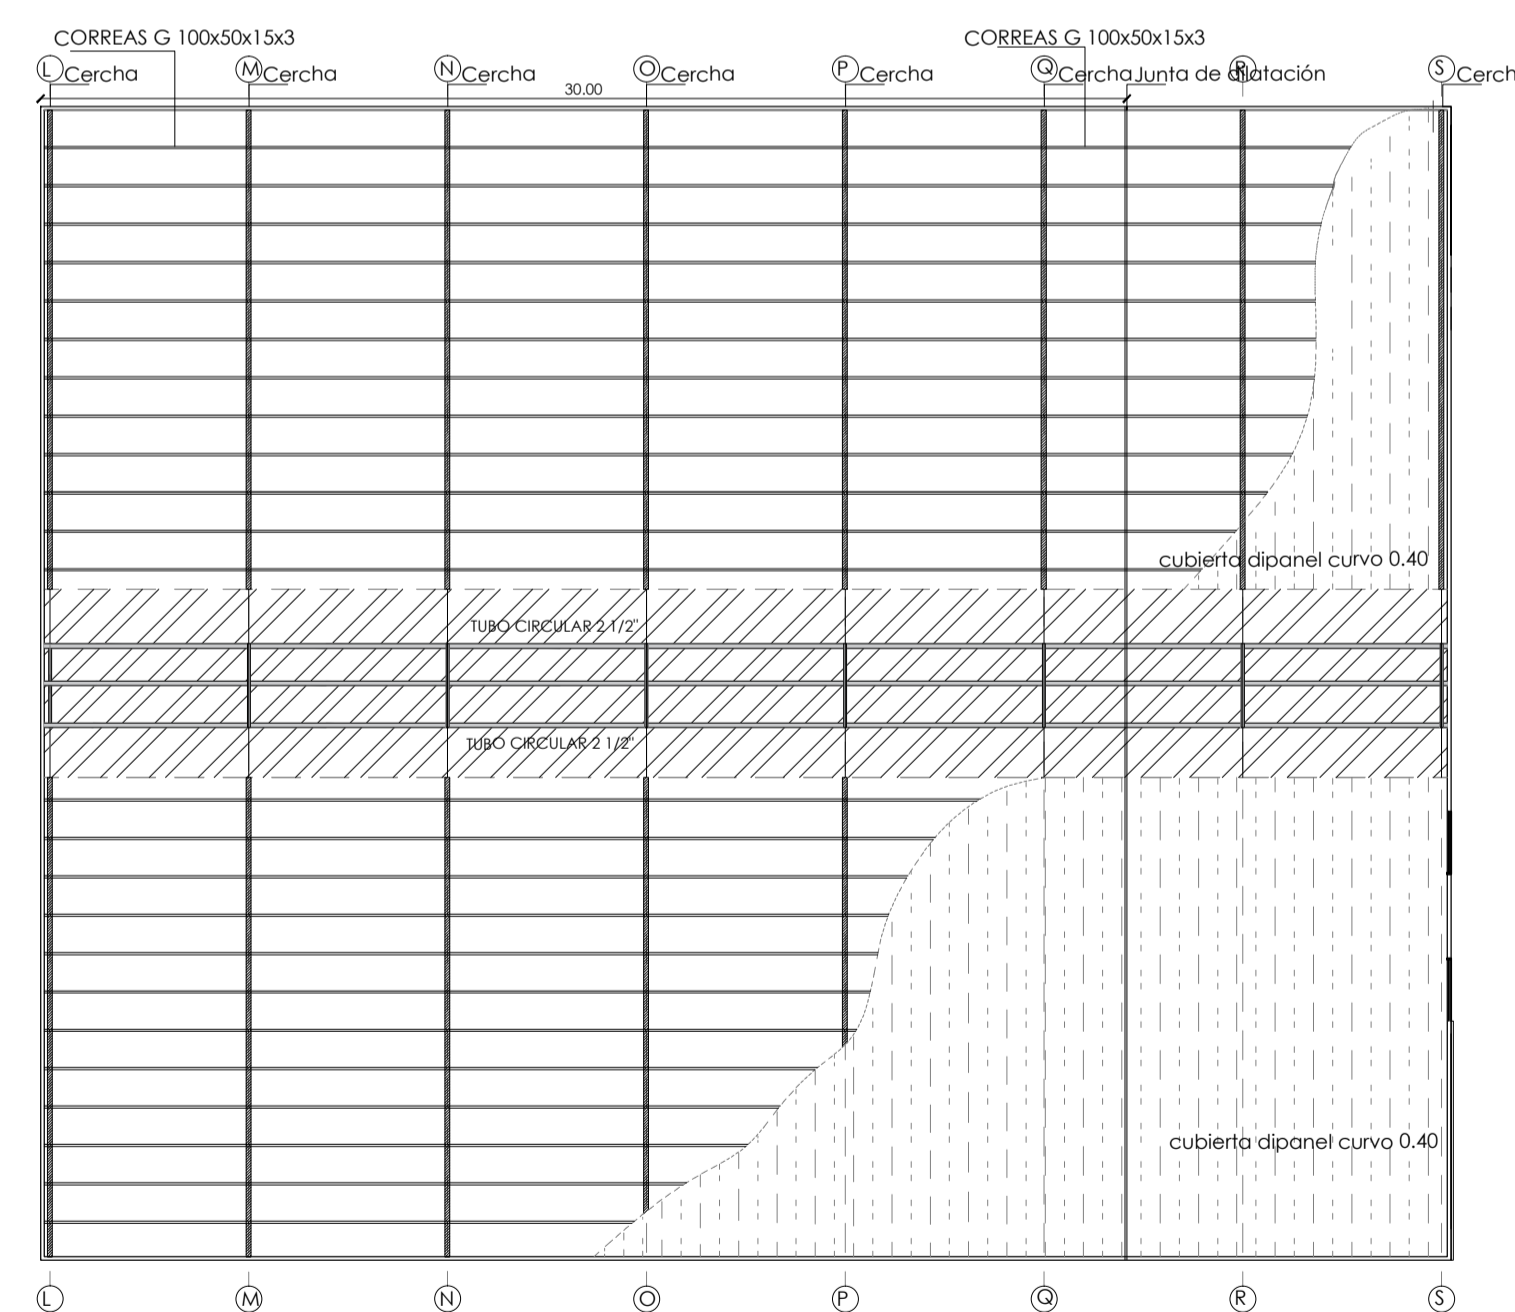 CORREAS G 100x50x15x3 CORREAS G 100x50x15x3
L Cercha M Cercha N Cercha O Cercha P Cercha Q Cercha Junta de dilatación R S Cerch
30.00
cubierta dipanel curvo 0.40
TUBO CIRCULAR 2 1/2"
TUBO CIRCULAR 2 1/2"
cubierta dipanel curvo 0.40
L M N O P Q R S